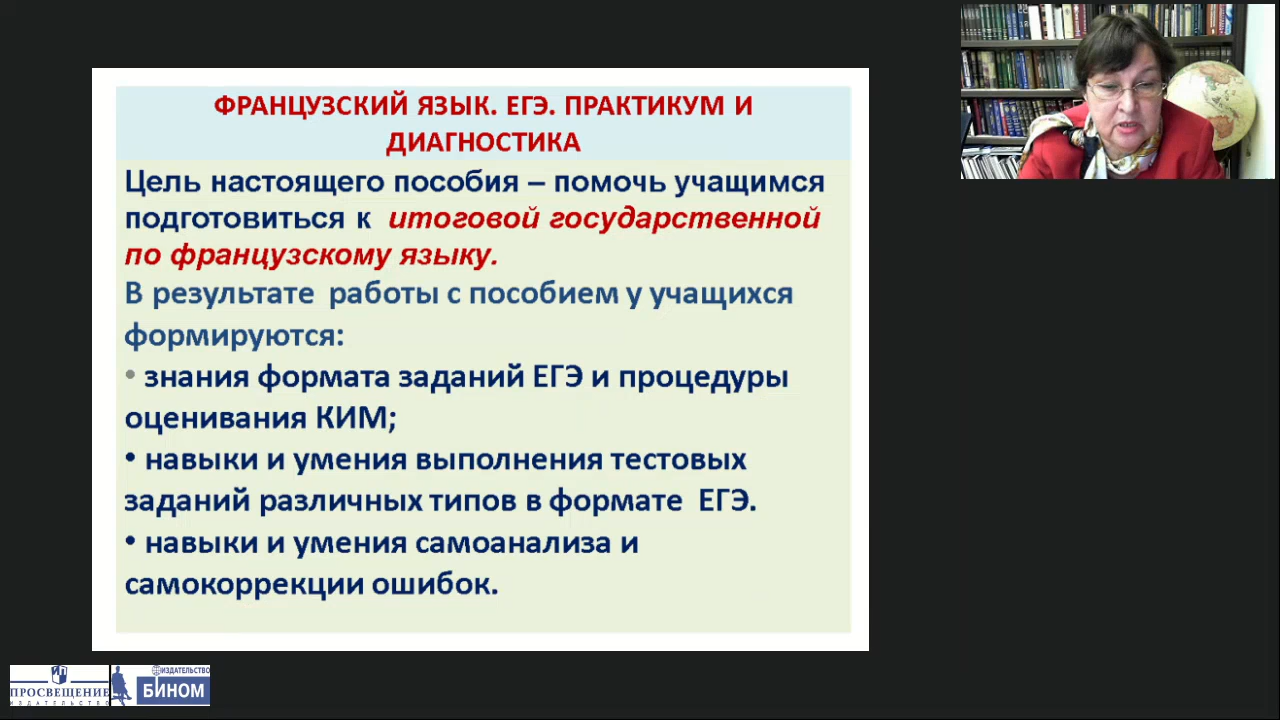 ФРАНЦУЗСКИЙ ЯЗЫК. ЕГЭ. ПРАКТИКУМ И
ДИАГНОСТИКА
Цель настоящего пособия – помочь учащимся
подготовиться к итоговой государственной
по французскому языку.
В результате работы с пособием у учащихся
формируются:
• знания формата заданий ЕГЭ и процедуры
оценивания КИМ;
• навыки и умения выполнения тестовых
заданий различных типов в формате ЕГЭ.
• навыки и умения самоанализа и
самокоррекции ошибок.
ПРОСВЕЩЕНИЕ
ИЗДАТЕЛЬСТВО
ИЗДАТЕЛЬСТВО
БИНОМ